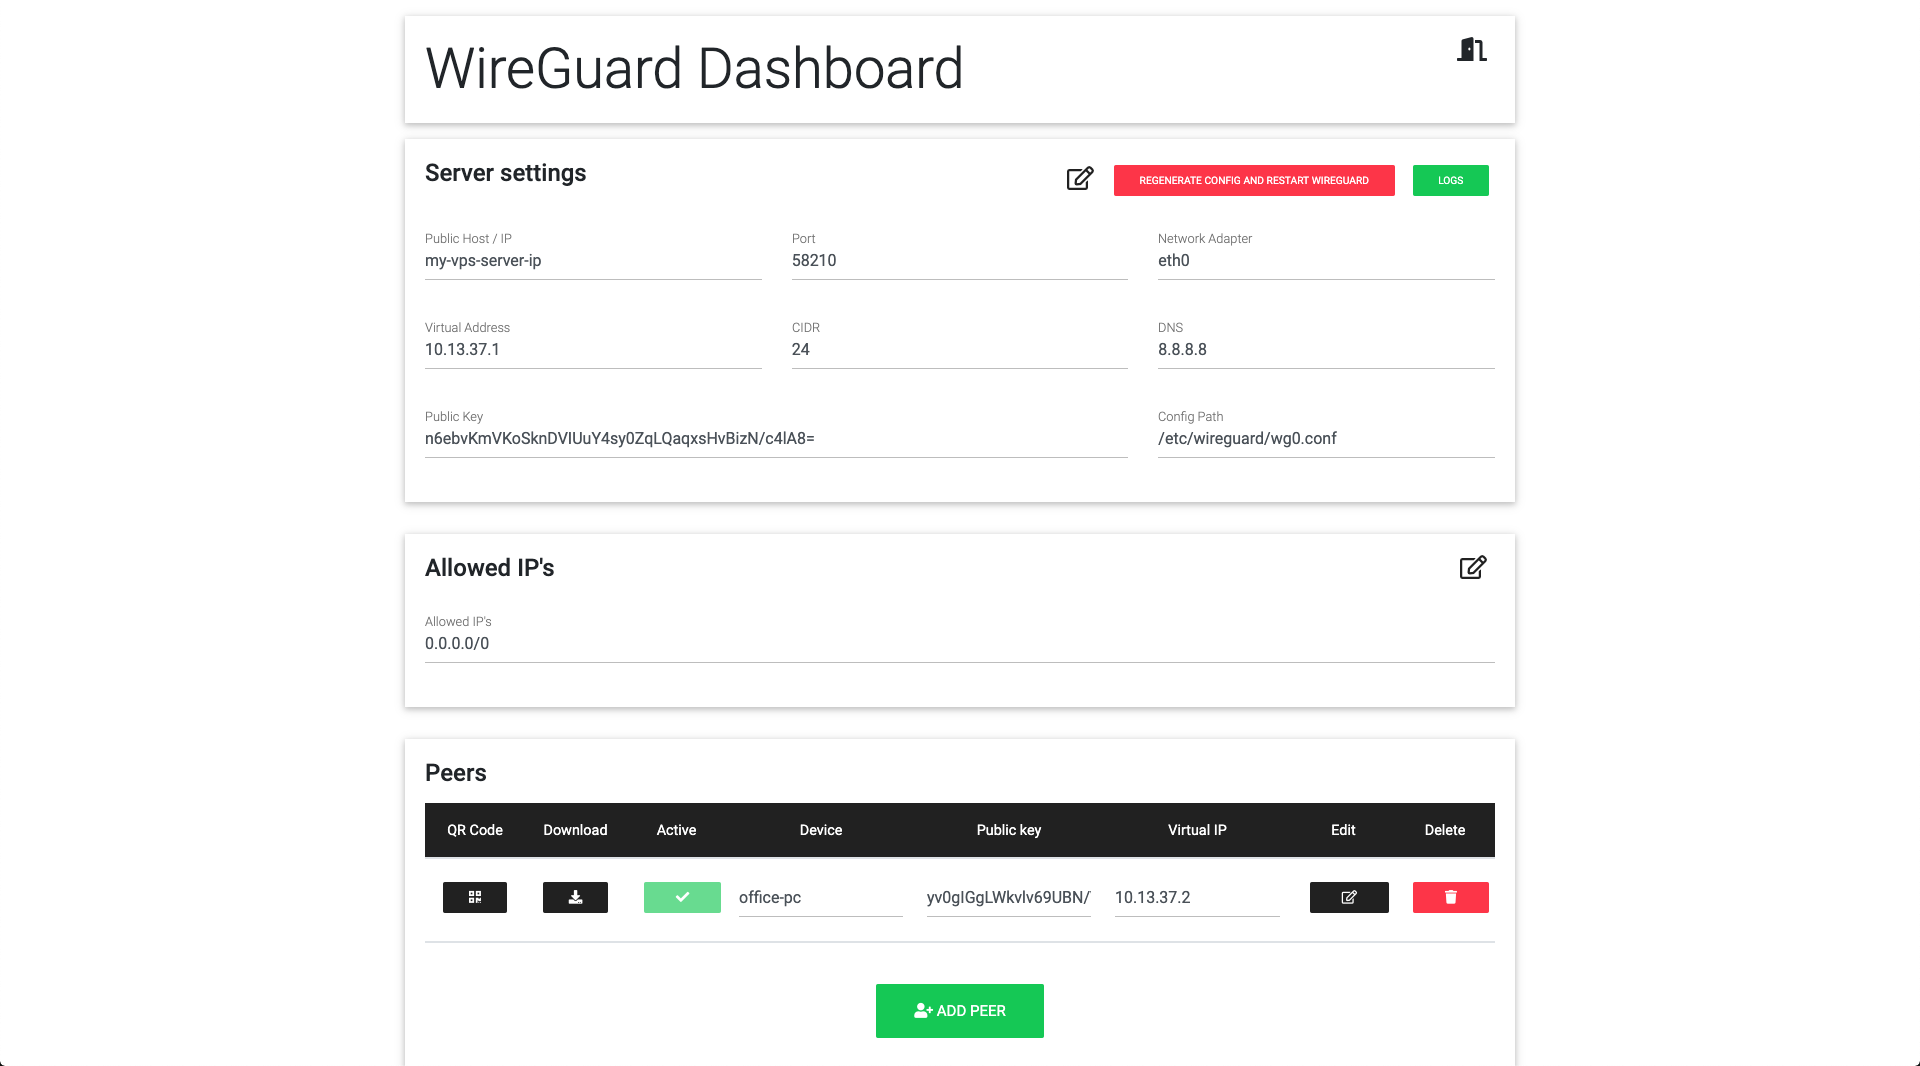 WireGuard Dashboard
Server settings
REGENERATE CONFIG AND RESTART WIREGUARD
LOGS
Public Host / IP
my-vps-server-ip
Port
58210
Network Adapter
eth0
Virtual Address
10.13.37.1
CIDR
24
DNS
8.8.8.8
Public Key
n6ebvKmVKoSknDVIUuY4sy0ZqLQaqxsHvBizN/c4lA8=
Config Path
/etc/wireguard/wg0.conf
Allowed IP's
Allowed IP's
0.0.0.0/0
Peers
QR Code Download Active Device Public key Virtual IP Edit Delete
office-pc yv0gIGgLWkvlv69UBN/ 10.13.37.2
ADD PEER